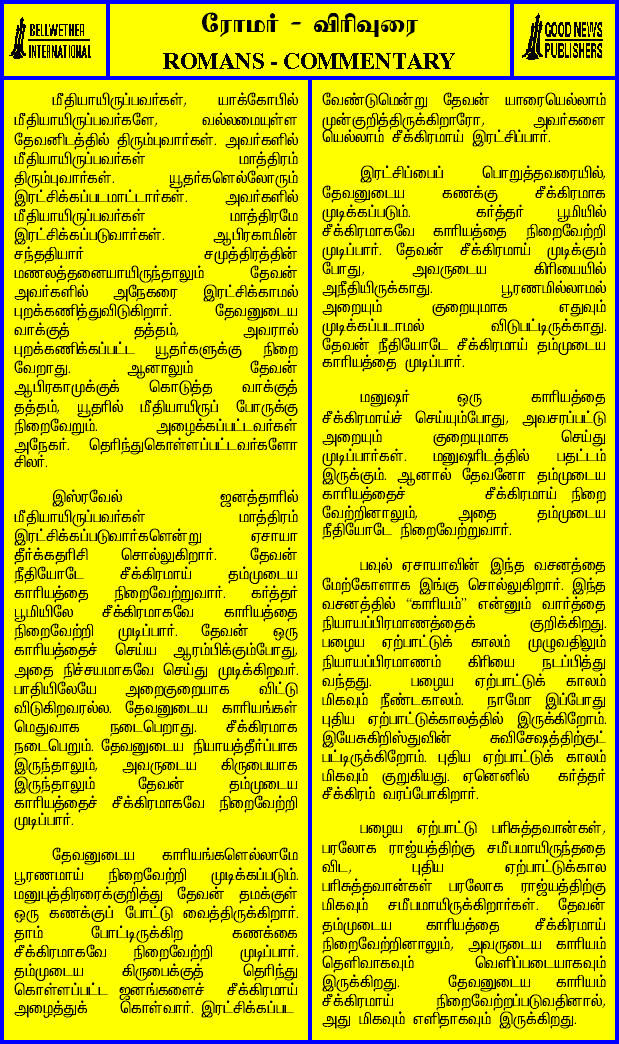 BELLWETHER
INTERNATIONAL
ரோமர் - விரிவுரை
ROMANS - COMMENTARY
GOOD NEWS
PUBLISHERS
மீதியாயிருப்பவர்கள், யாக்கோபில்
மீதியாயிருப்பவர்களே, வல்லமையுள்ள
தேவனிடத்தில் திரும்புவார்கள். அவர்களில்
மீதியாயிருப்பவர்கள் மாத்திரம்
திரும்புவார்கள். யூதர்களெல்லோரும்
இரட்சிக்கப்படமாட்டார்கள். அவர்களில்
மீதியாயிருப்பவர்கள் மாத்திரமே
இரட்சிக்கப்படுவார்கள். ஆபிரகாமின்
சந்ததியார் சமுத்திரத்தின்
மணலத்தனையாயிருந்தாலும் தேவன்
அவர்களில் அநேகரை இரட்சிக்காமல்
புறக்கணித்துவிடுகிறார். தேவனுடைய
வாக்குத் தத்தம், அவரால்
புறக்கணிக்கப்பட்ட யூதர்களுக்கு நிறை
வேறாது. ஆனாலும் தேவன்
ஆபிரகாமுக்குக் கொடுத்த வாக்குத்
தத்தம், யூதரில் மீதியாயிருப் போருக்கு
நிறைவேறும். அழைக்கப்பட்டவர்கள்
அநேகர். தெரிந்துகொள்ளப்பட்டவர்களோ
சிலர்.
இஸ்ரவேல் ஜனத்தாரில்
மீதியாயிருப்பவர்கள் மாத்திரம்
இரட்சிக்கப்படுவார்களென்று ஏசாயா
தீர்க்கதரிசி சொல்லுகிறார். தேவன்
நீதியோடே சீக்கிரமாய் தம்முடைய
காரியத்தை நிறைவேற்றுவார். கர்த்தர்
பூமியிலே சீக்கிரமாகவே காரியத்தை
நிறைவேற்றி முடிப்பார். தேவன் ஒரு
காரியத்தைச் செய்ய ஆரம்பிக்கும்போது,
அதை நிச்சயமாகவே செய்து முடிக்கிறவர்.
பாதியிலேயே அறைகுறையாக விட்டு
விடுகிறவரல்ல. தேவனுடைய காரியங்கள்
மெதுவாக நடைபெறாது. சீக்கிரமாக
நடைபெறும். தேவனுடைய நியாயத்தீர்ப்பாக
இருந்தாலும், அவருடைய கிருபையாக
இருந்தாலும் தேவன் தம்முடைய
காரியத்தைச் சீக்கிரமாகவே நிறைவேற்றி
முடிப்பார்.
தேவனுடைய காரியங்களெல்லாமே
பூரணமாய் நிறைவேற்றி முடிக்கப்படும்.
மனுபுத்திரரைக்குறித்து தேவன் தமக்குள்
ஒரு கணக்குப் போட்டு வைத்திருக்கிறார்.
தாம் போட்டிருக்கிற கணக்கை
சீக்கிரமாகவே நிறைவேற்றி முடிப்பார்.
தம்முடைய கிருபைக்குத் தெரிந்து
கொள்ளப்பட்ட ஜனங்களைச் சீக்கிரமாய்
அழைத்துக் கொள்வார். இரட்சிக்கப்பட
வேண்டுமென்று தேவன் யாரையெல்லாம்
முன்குறித்திருக்கிறாரோ, அவர்களை
யெல்லாம் சீக்கிரமாய் இரட்சிப்பார்.
இரட்சிப்பைப் பொறுத்தவரையில்,
தேவனுடைய கணக்கு சீக்கிரமாக
முடிக்கப்படும். கர்த்தர் பூமியில்
சீக்கிரமாகவே காரியத்தை நிறைவேற்றி
முடிப்பார். தேவன் சீக்கிரமாய் முடிக்கும்
போது, அவருடைய கிரியையில்
அநீதியிருக்காது. பூரணமில்லாமல்
அறையும் குறையுமாக எதுவும்
முடிக்கப்படாமல் விடுபட்டிருக்காது.
தேவன் நீதியோடே சீக்கிரமாய் தம்முடைய
காரியத்தை முடிப்பார்.
மனுஷர் ஒரு காரியத்தை
சீக்கிரமாய்ச் செய்யும்போது, அவசரப்பட்டு
அறையும் குறையுமாக செய்து
முடிப்பார்கள். மனுஷரிடத்தில் பதட்டம்
இருக்கும். ஆனால் தேவனோ தம்முடைய
காரியத்தைச் சீக்கிரமாய் நிறை
வேற்றினாலும், அதை தம்முடைய
நீதியோடே நிறைவேற்றுவார்.
பவுல் ஏசாயாவின் இந்த வசனத்தை
மேற்கோளாக இங்கு சொல்லுகிறார். இந்த
வசனத்தில் “காரியம்” என்னும் வார்த்தை
நியாயப்பிரமாணத்தைக் குறிக்கிறது.
பழைய ஏற்பாட்டுக் காலம் முழுவதிலும்
நியாயப்பிரமாணம் கிரியை நடப்பித்து
வந்தது. பழைய ஏற்பாட்டுக் காலம்
மிகவும் நீண்டகாலம். நாமோ இப்போது
புதிய ஏற்பாட்டுக்காலத்தில் இருக்கிறோம்.
இயேசுகிறிஸ்துவின் சுவிசேஷத்திற்குட்
பட்டிருக்கிறோம். புதிய ஏற்பாட்டுக் காலம்
மிகவும் குறுகியது. ஏனெனில் கர்த்தர்
சீக்கிரம் வரப்போகிறார்.
பழைய ஏற்பாட்டு பரிசுத்தவான்கள்,
பரலோக ராஜ்யத்திற்கு சமீபமாயிருந்ததை
விட, புதிய ஏற்பாட்டுக்கால
பரிசுத்தவான்கள் பரலோக ராஜ்யத்திற்கு
மிகவும் சமீபமாயிருக்கிறார்கள். தேவன்
தம்முடைய காரியத்தை சீக்கிரமாய்
நிறைவேற்றினாலும், அவருடைய காரியம்
தெளிவாகவும் வெளிப்படையாகவும்
இருக்கிறது. தேவனுடைய காரியம்
சீக்கிரமாய் நிறைவேற்றப்படுவதினால்,
அது மிகவும் எளிதாகவும் இருக்கிறது.